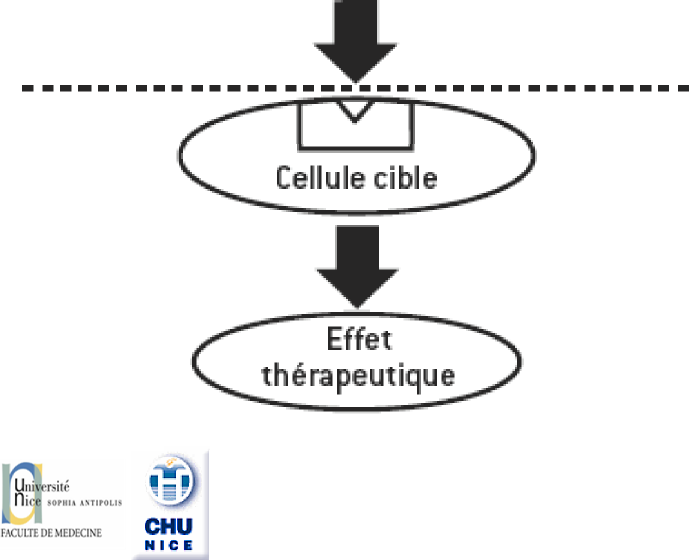 Cellule cible
Effet
thérapeutique
Université
nice SOPHIA ANTIPOLIS
FACULTE DE MEDECINE
CHU
NICE